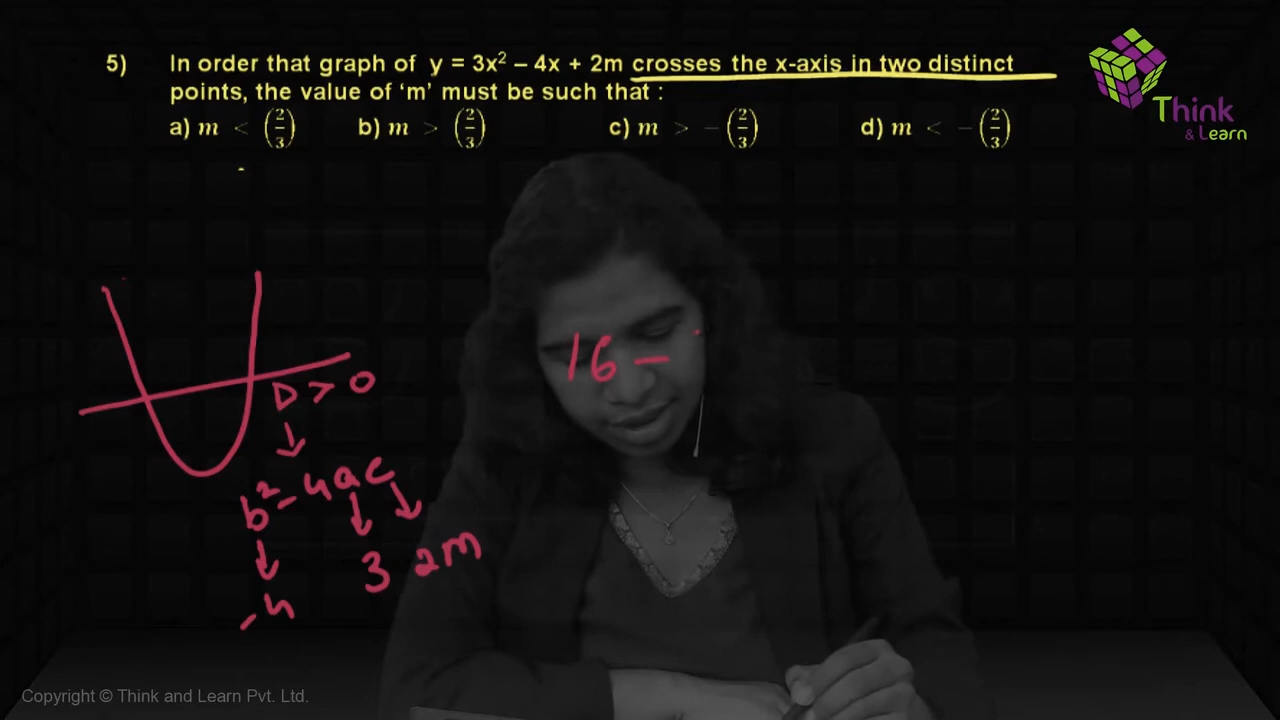 5) In order that graph of y = 3x² – 4x + 2m crosses the x-axis in two distinct
points, the value of 'm' must be such that :
a) m < (2/3) b) m > (2/3) c) m > – (2/3) d) m < – (2/3)
Think
& Learn
16 –
D > 0
b² – 4ac
3 2m
-4
Copyright © Think and Learn Pvt. Ltd.